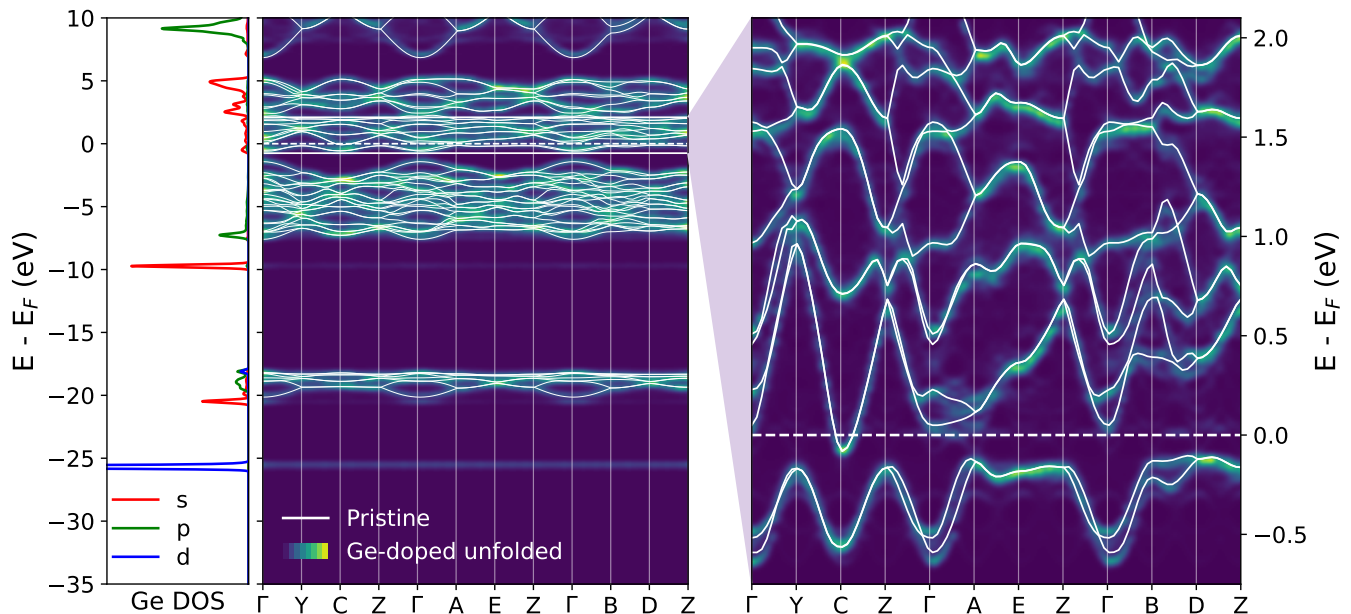 10
5
0
−5
−10
−15
−20
−25
−30
−35
E - E_F (eV)
s
p
d
Ge DOS
Pristine
Ge-doped unfolded
Γ Y C Z Γ A E Z Γ B D Z
Γ Y C Z Γ A E Z Γ B D Z
2.0
1.5
1.0
0.5
0.0
−0.5
E - E_F (eV)